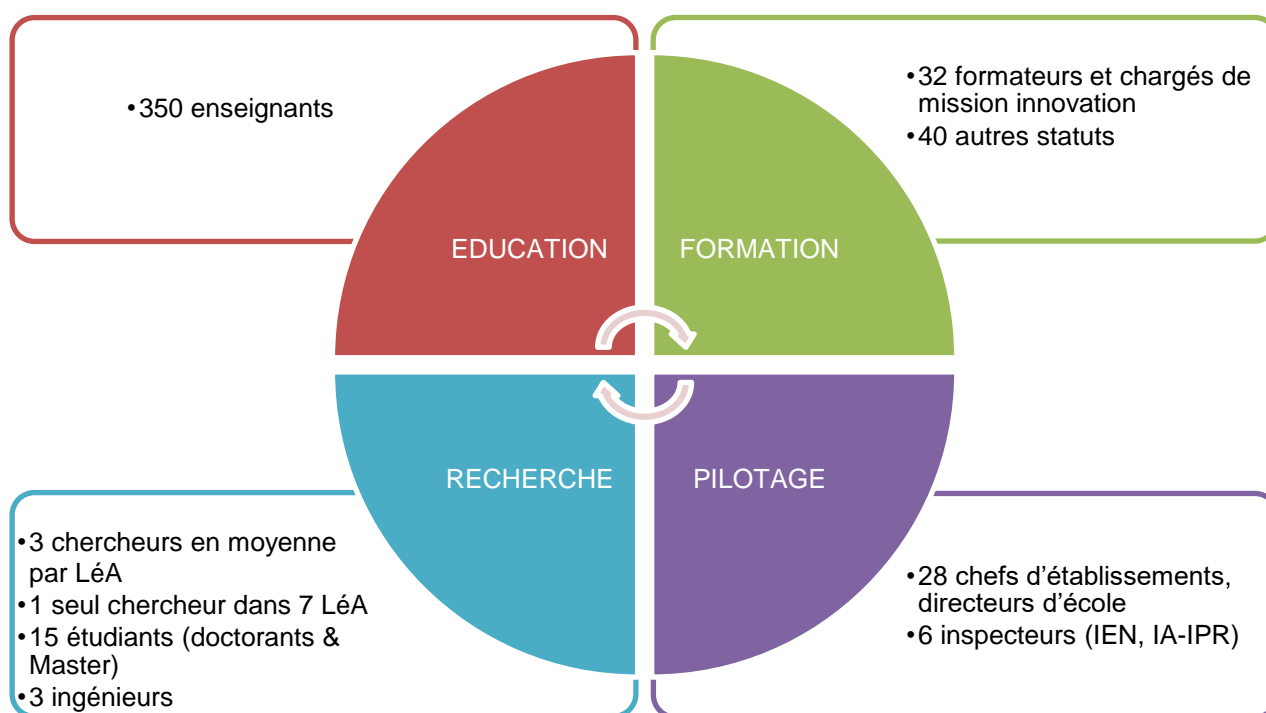 •350 enseignants
•32 formateurs et chargés de
mission innovation
•40 autres statuts
EDUCATION
FORMATION
RECHERCHE
PILOTAGE
•3 chercheurs en moyenne
par LéA
•1 seul chercheur dans 7 LéA
•15 étudiants (doctorants &
Master)
•3 ingénieurs
•28 chefs d’établissements,
directeurs d’école
•6 inspecteurs (IEN, IA-IPR)